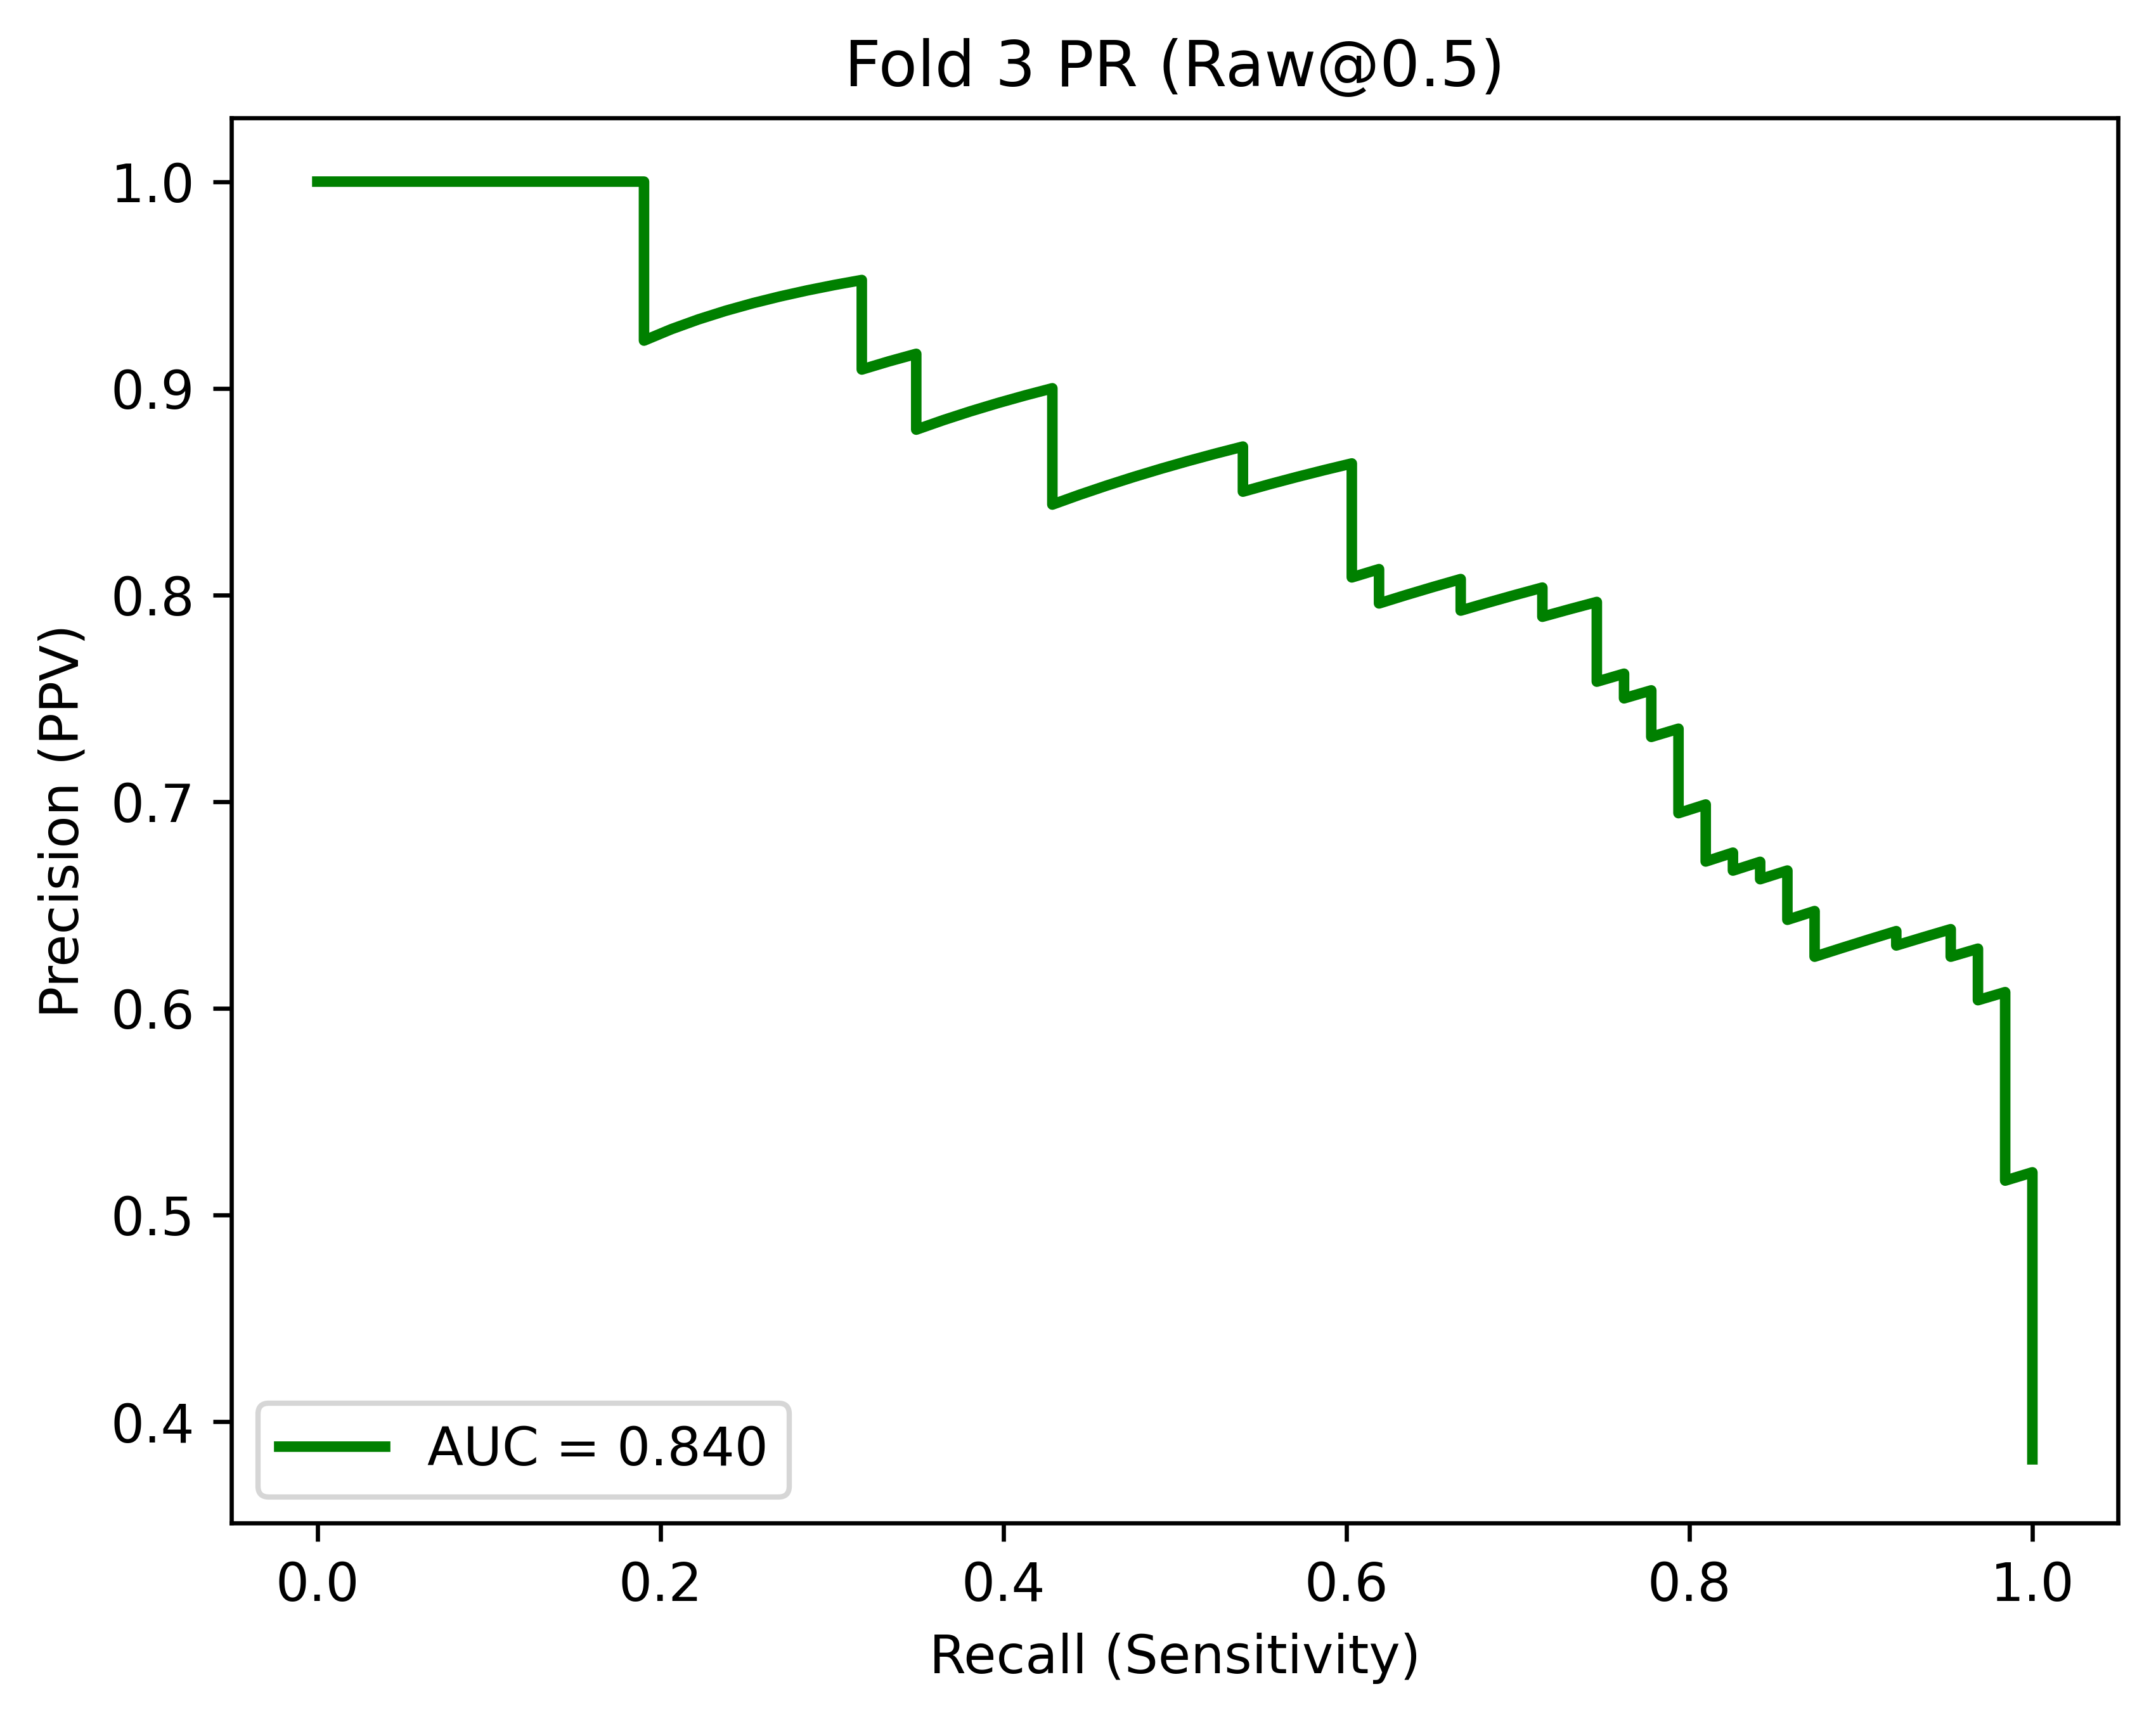 Fold 3 PR (Raw@0.5)
Precision (PPV)
1.0
0.9
0.8
0.7
0.6
0.5
0.4
AUC = 0.840
0.0 0.2 0.4 0.6 0.8 1.0
Recall (Sensitivity)